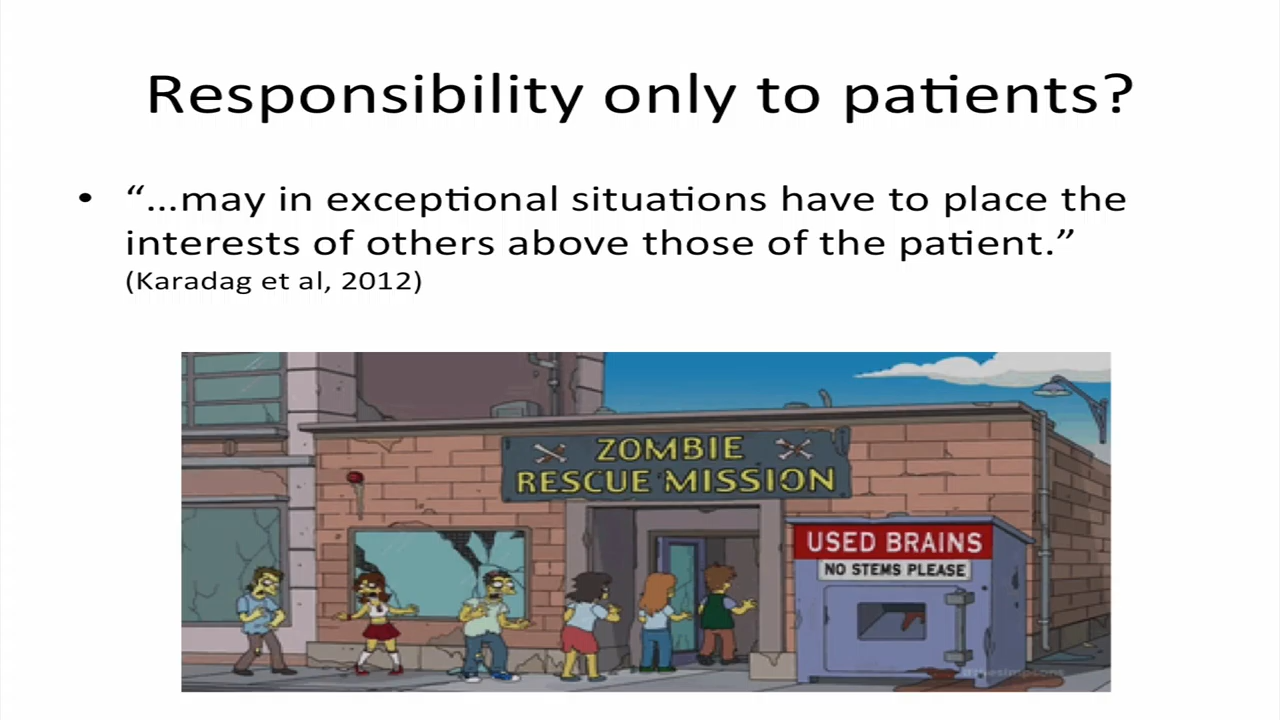 Responsibility only to patients?
• “...may in exceptional situations have to place the
interests of others above those of the patient.”
(Karadag et al, 2012)
ZOMBIE
RESCUE MISSION
USED BRAINS
NO STEMS PLEASE